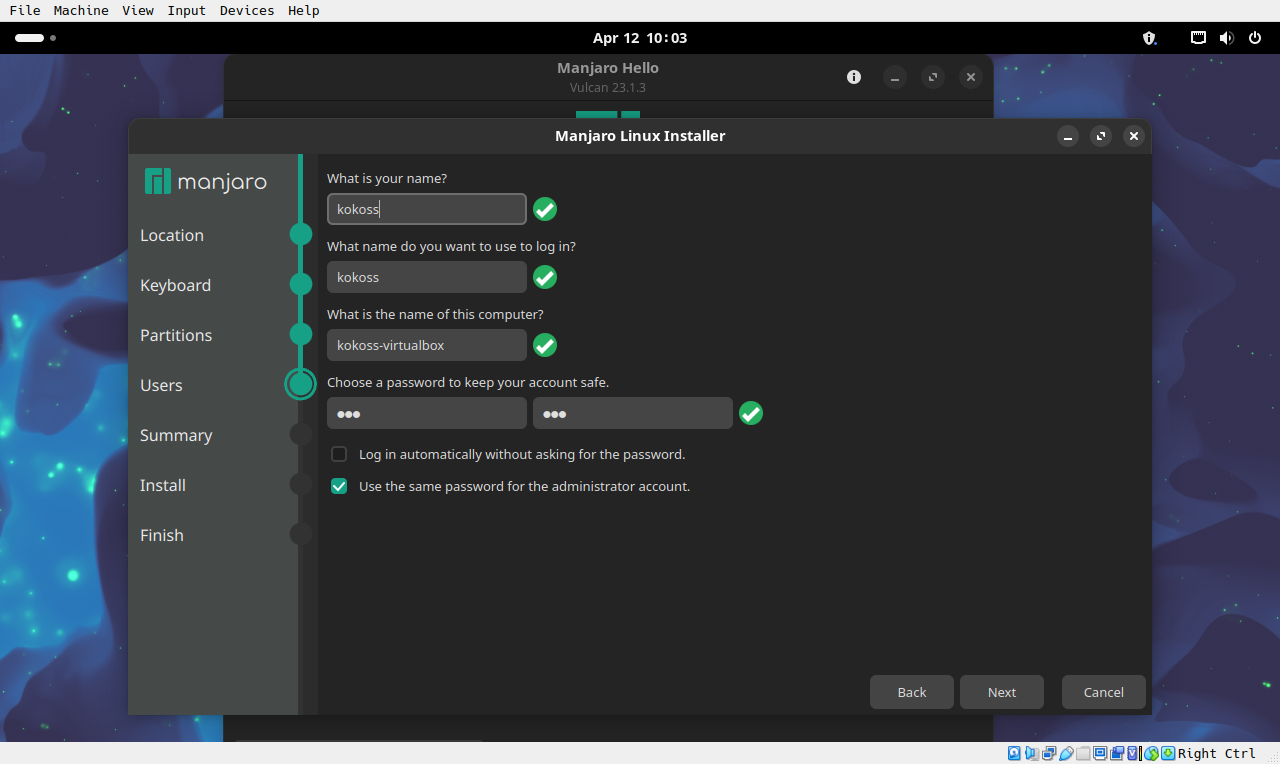 File Machine View Input Devices Help
Apr 12 10:03
Manjaro Hello
Vulcan 23.1.3
Manjaro Linux Installer
manjaro
Location
Keyboard
Partitions
Users
Summary
Install
Finish
What is your name?
kokoss
What name do you want to use to log in?
kokoss
What is the name of this computer?
kokoss-virtualbox
Choose a password to keep your account safe.
●●● ●●●
Log in automatically without asking for the password.
Use the same password for the administrator account.
Back Next Cancel
Right Ctrl